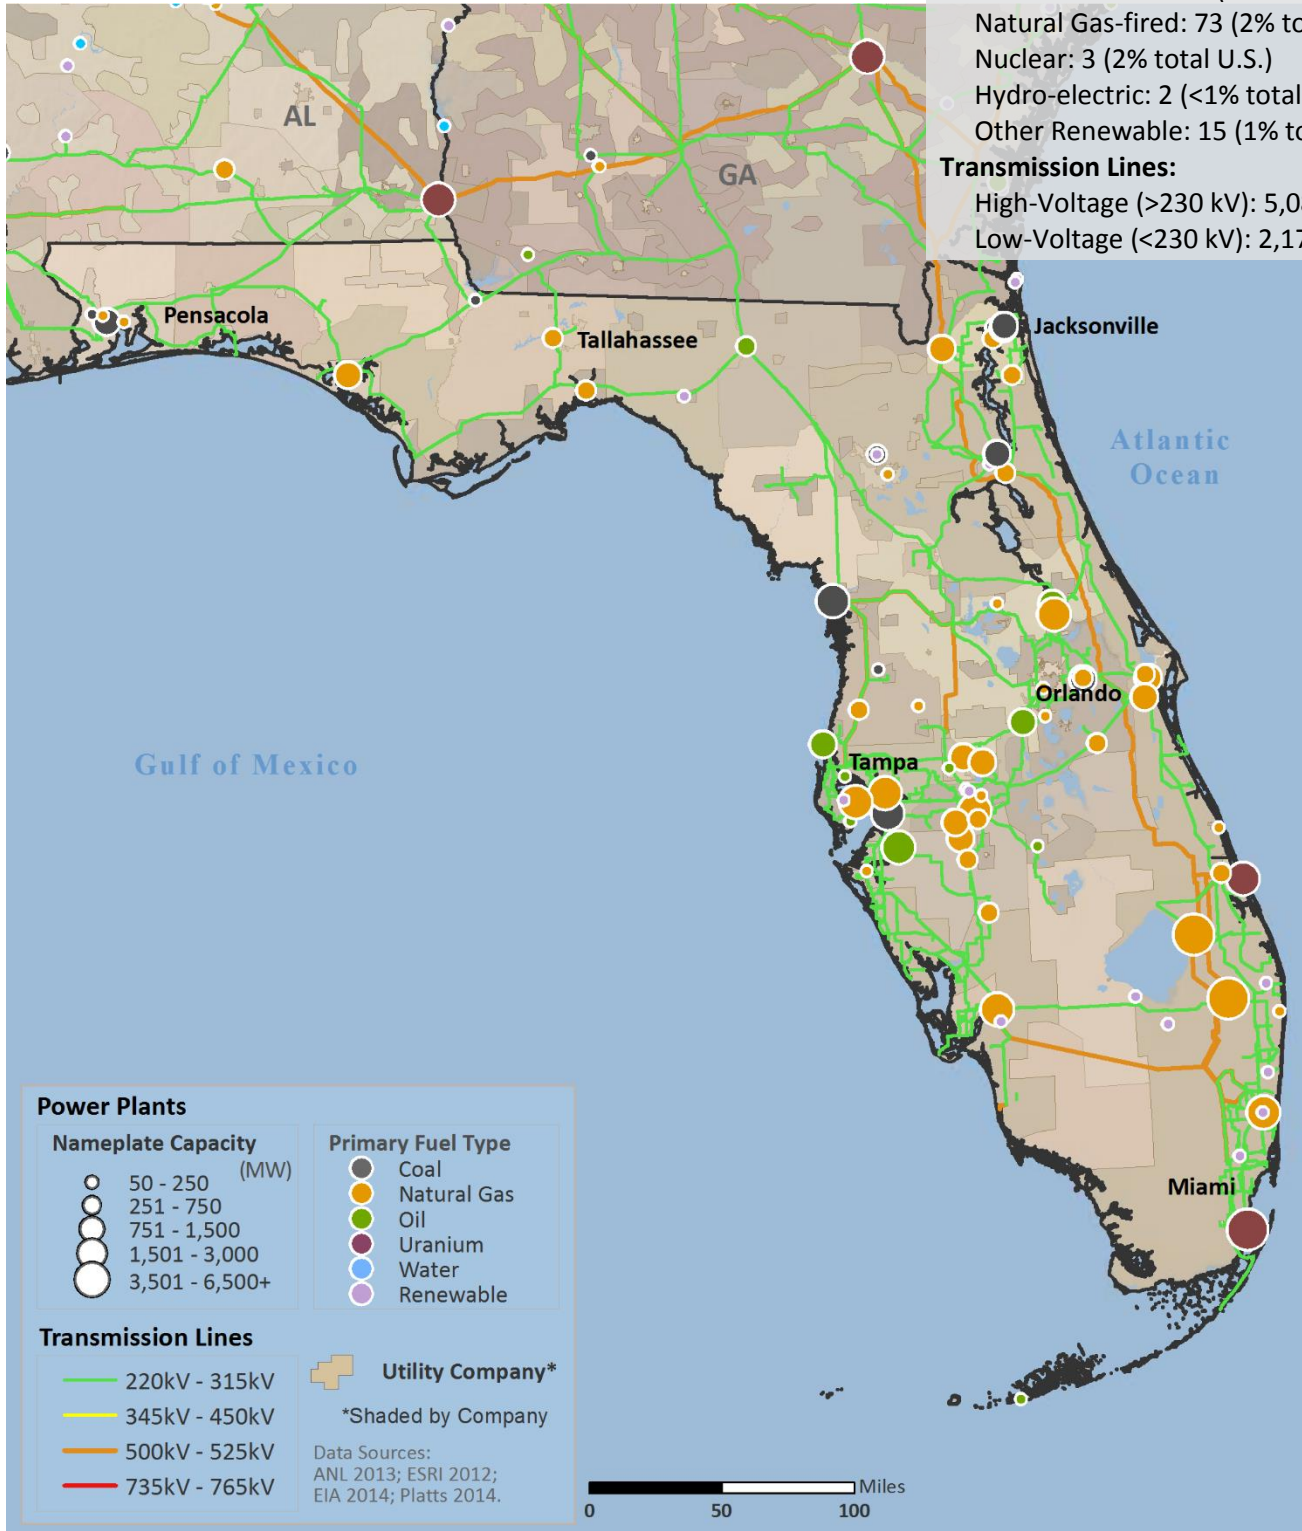 Natural Gas-fired: 73 (2% to
Nuclear: 3 (2% total U.S.)
Hydro-electric: 2 (<1% total
Other Renewable: 15 (1% to
Transmission Lines:
High-Voltage (>230 kV): 5,0
Low-Voltage (<230 kV): 2,17
AL
GA
Pensacola
Tallahassee
Jacksonville
Atlantic
Ocean
Orlando
Gulf of Mexico
Tampa
Miami
Power Plants
Nameplate Capacity
(MW)
50 - 250
251 - 750
751 - 1,500
1,501 - 3,000
3,501 - 6,500+
Primary Fuel Type
Coal
Natural Gas
Oil
Uranium
Water
Renewable
Transmission Lines
220kV - 315kV
345kV - 450kV
500kV - 525kV
735kV - 765kV
Utility Company*
*Shaded by Company
Data Sources:
ANL 2013; ESRI 2012;
EIA 2014; Platts 2014.
Miles
0 50 100